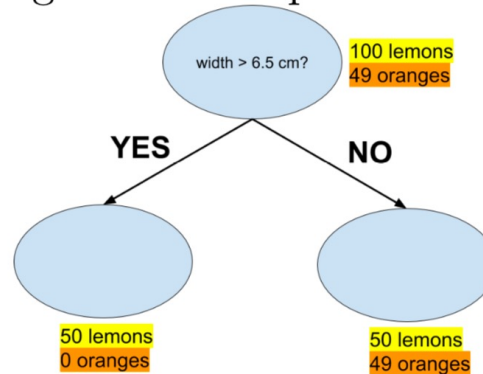 width > 6.5 cm?
100 lemons
49 oranges
YES
NO
50 lemons
0 oranges
50 lemons
49 oranges